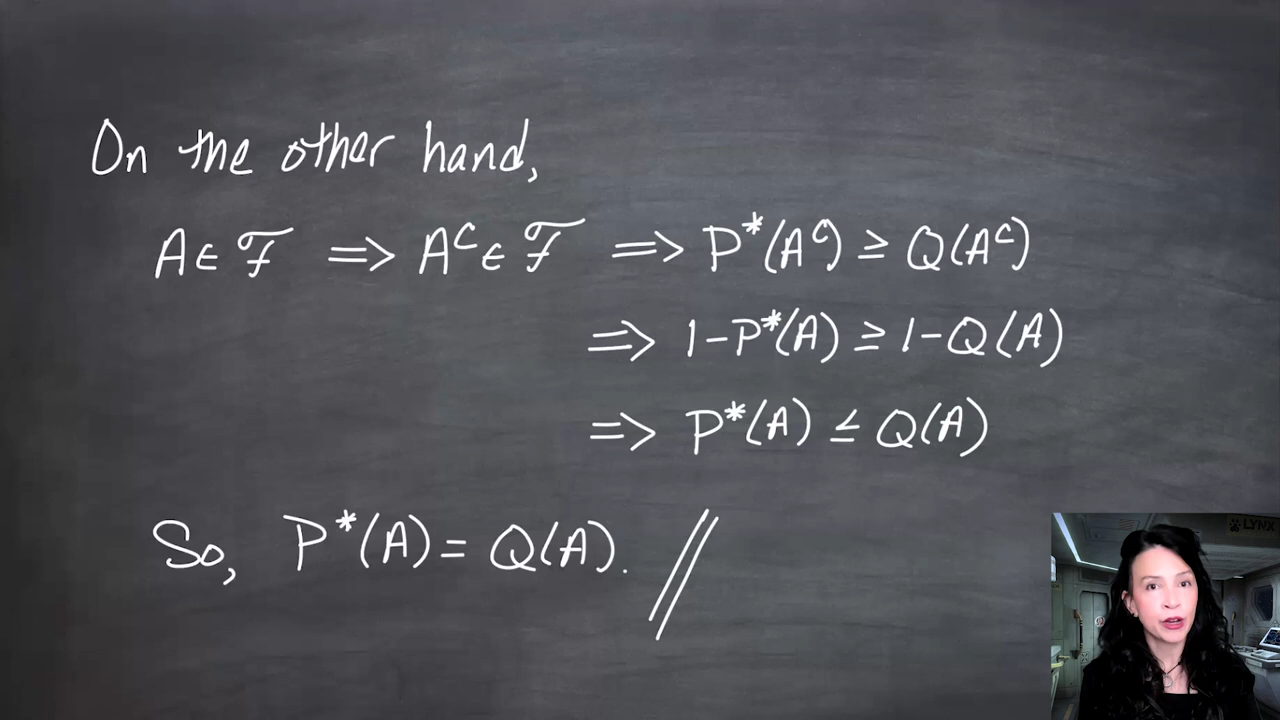 On the other hand,
A ∈ ℱ ⟹ Aᶜ ∈ ℱ ⟹ P*(Aᶜ) ≥ Q(Aᶜ)
⟹ 1-P*(A) ≥ 1-Q(A)
⟹ P*(A) ≤ Q(A)
So, P*(A) = Q(A). //
LYNX